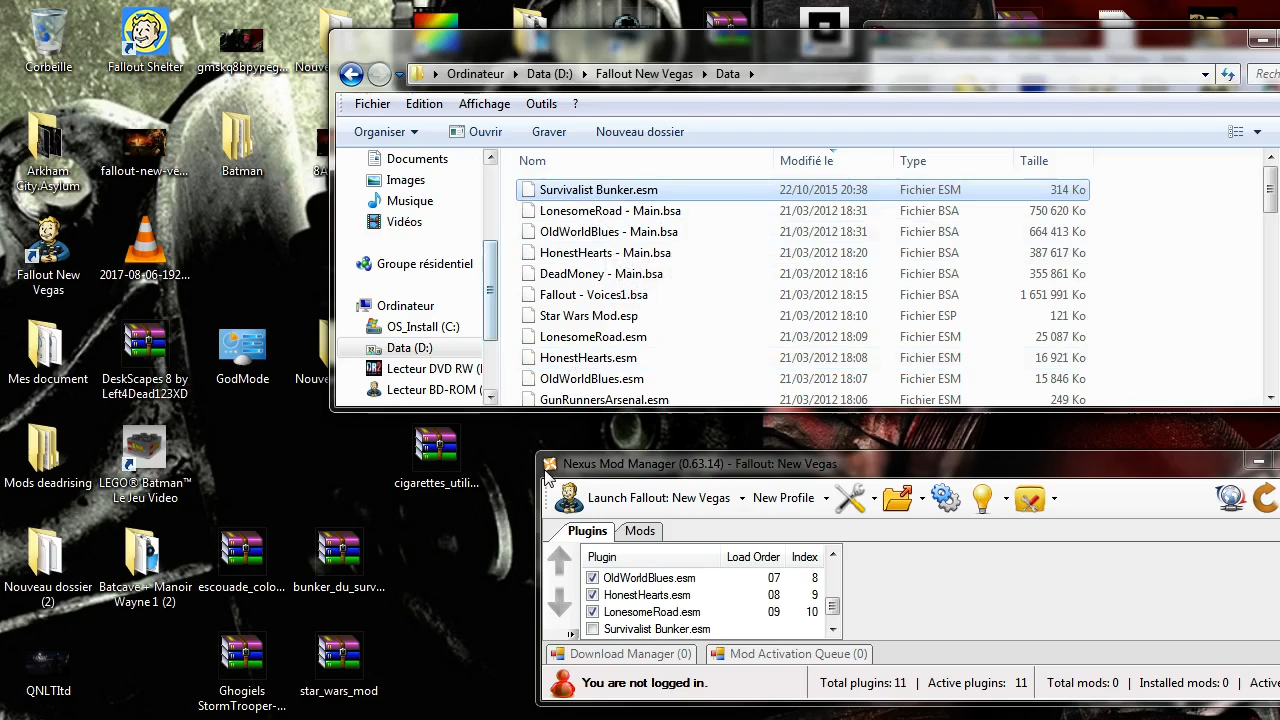 Corbeille
Fallout Shelter
gmskq8bpypeg...
Nouv
Arkham
City.Asylum
fallout-new-ve...
Batman
8A
Fallout New
Vegas
2017-08-06-192...
Mes document
DeskScapes 8 by
Left4Dead123XD
GodMode
Nouve
Mods deadrising
LEGO® Batman™
Le Jeu Video
cigarettes_utili...
Nouveau dossier
(2)
Batcave + Manoir
Wayne 1 (2)
escouade_colo...
bunker_du_surv...
QNLTItd
Ghogiels
StormTrooper-...
star_wars_mod
Ordinateur
Data (D:)
Fallout New Vegas
Data
Rech
Fichier Edition Affichage Outils ?
Organiser Ouvrir Graver Nouveau dossier
Documents
Images
Musique
Vidéos
Groupe résidentiel
Ordinateur
OS_Install (C:)
Data (D:)
Lecteur DVD RW (
Lecteur BD-ROM (
Nom Modifié le Type Taille
Survivalist Bunker.esm 22/10/2015 20:38 Fichier ESM 314 Ko
LonesomeRoad - Main.bsa 21/03/2012 18:31 Fichier BSA 750 620 Ko
OldWorldBlues - Main.bsa 21/03/2012 18:31 Fichier BSA 664 413 Ko
HonestHearts - Main.bsa 21/03/2012 18:20 Fichier BSA 387 617 Ko
DeadMoney - Main.bsa 21/03/2012 18:16 Fichier BSA 355 861 Ko
Fallout - Voices1.bsa 21/03/2012 18:15 Fichier BSA 1 651 991 Ko
Star Wars Mod.esp 21/03/2012 18:10 Fichier ESP 121 Ko
LonesomeRoad.esm 21/03/2012 18:09 Fichier ESM 25 087 Ko
HonestHearts.esm 21/03/2012 18:08 Fichier ESM 16 921 Ko
OldWorldBlues.esm 21/03/2012 18:07 Fichier ESM 15 846 Ko
GunRunnersArsenal.esm 21/03/2012 18:06 Fichier ESM 249 Ko
Nexus Mod Manager (0.63.14) - Fallout: New Vegas
Launch Fallout: New Vegas New Profile
Plugins Mods
Plugin Load Order Index
OldWorldBlues.esm 07 8
HonestHearts.esm 08 9
LonesomeRoad.esm 09 10
Survivalist Bunker.esm
Download Manager (0) Mod Activation Queue (0)
You are not logged in. Total plugins: 11 | Active plugins: 11 | Total mods: 0 | Installed mods: 0 | Active